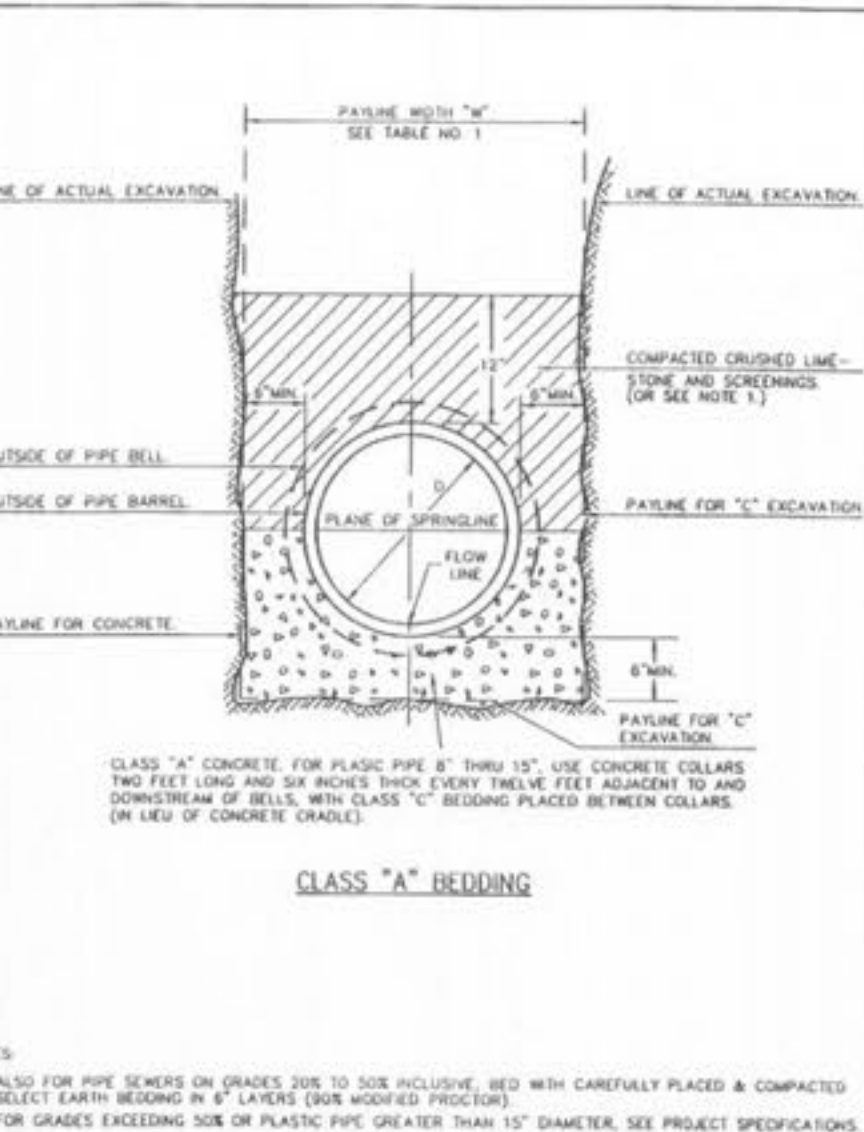 PAYLINE WIDTH "W"
SEE TABLE NO. 1
NE OF ACTUAL EXCAVATION.
LINE OF ACTUAL EXCAVATION.
12"
COMPACTED CRUSHED LIME-
STONE AND SCREENINGS.
(OR SEE NOTE 1.)
6"MIN.
6"MIN.
UTSIDE OF PIPE BELL.
D
UTSIDE OF PIPE BARREL.
PAYLINE FOR "C" EXCAVATION
PLANE OF SPRINGLINE
FLOW
LINE
AYLINE FOR CONCRETE.
6"MIN.
PAYLINE FOR "C"
EXCAVATION.
CLASS "A" CONCRETE. FOR PLASIC PIPE 8" THRU 15", USE CONCRETE COLLARS
TWO FEET LONG AND SIX INCHES THICK EVERY TWELVE FEET ADJACENT TO AND
DOWNSTREAM OF BELLS, WITH CLASS "C" BEDDING PLACED BETWEEN COLLARS.
(IN LIEU OF CONCRETE CRADLE).
CLASS "A" BEDDING
ES:
ALSO FOR PIPE SEWERS ON GRADES 20% TO 50% INCLUSIVE, BED WITH CAREFULLY PLACED & COMPACTED
SELECT EARTH BEDDING IN 6" LAYERS (90% MODIFIED PROCTOR).
FOR GRADES EXCEEDING 50% OR PLASTIC PIPE GREATER THAN 15" DIAMETER, SEE PROJECT SPECIFICATIONS.